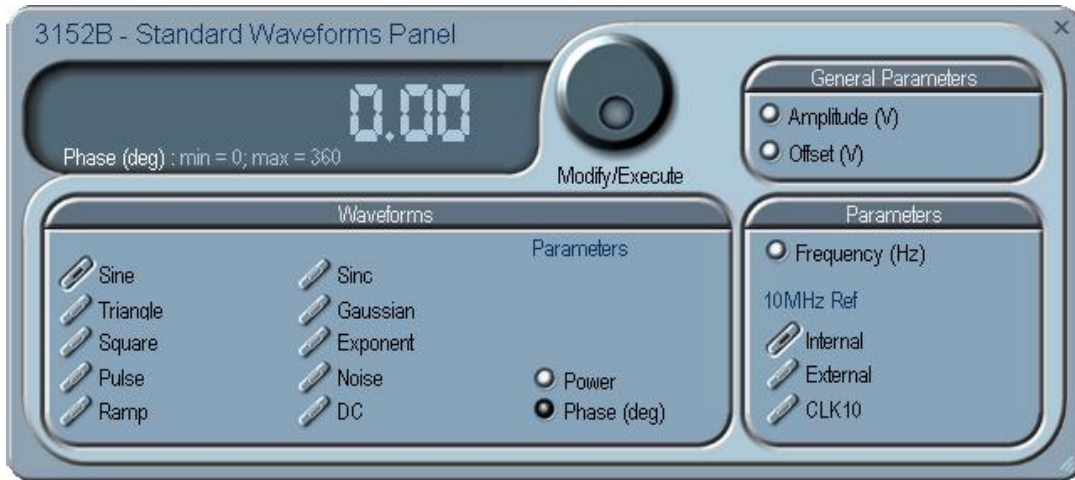 3152B - Standard Waveforms Panel
0.00
Phase (deg) : min = 0; max = 360
Modify/Execute
General Parameters
Amplitude (V)
Offset (V)
Waveforms
Sine
Triangle
Square
Pulse
Ramp
Sinc
Gaussian
Exponent
Noise
DC
Parameters
Power
Phase (deg)
Parameters
Frequency (Hz)
10MHz Ref
Internal
External
CLK10